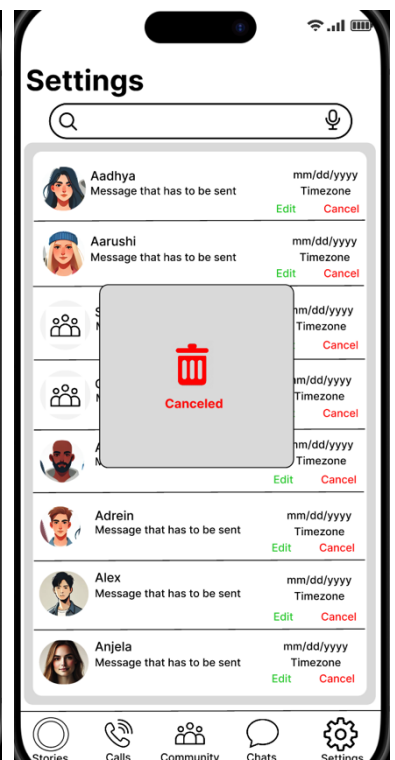 Settings
Aadhya
Message that has to be sent
mm/dd/yyyy
Timezone
Edit Cancel
Aarushi
Message that has to be sent
mm/dd/yyyy
Timezone
Edit Cancel
mm/dd/yyyy
Timezone
Cancel
mm/dd/yyyy
Timezone
Cancel
Canceled
mm/dd/yyyy
Timezone
Edit Cancel
Adrein
Message that has to be sent
mm/dd/yyyy
Timezone
Edit Cancel
Alex
Message that has to be sent
mm/dd/yyyy
Timezone
Edit Cancel
Anjela
Message that has to be sent
mm/dd/yyyy
Timezone
Edit Cancel
Stories Calls Community Chats Settings